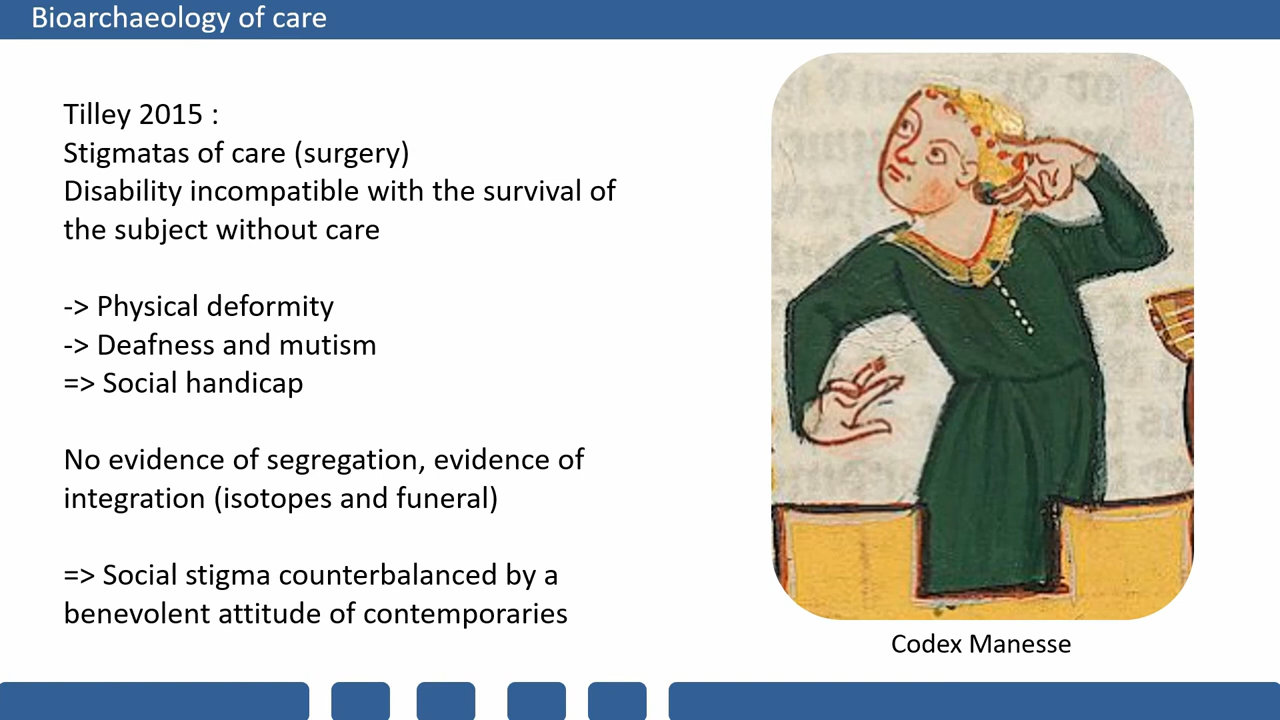 Bioarchaeology of care
Tilley 2015 :
Stigmatas of care (surgery)
Disability incompatible with the survival of
the subject without care
-> Physical deformity
-> Deafness and mutism
=> Social handicap
No evidence of segregation, evidence of
integration (isotopes and funeral)
=> Social stigma counterbalanced by a
benevolent attitude of contemporaries
Codex Manesse